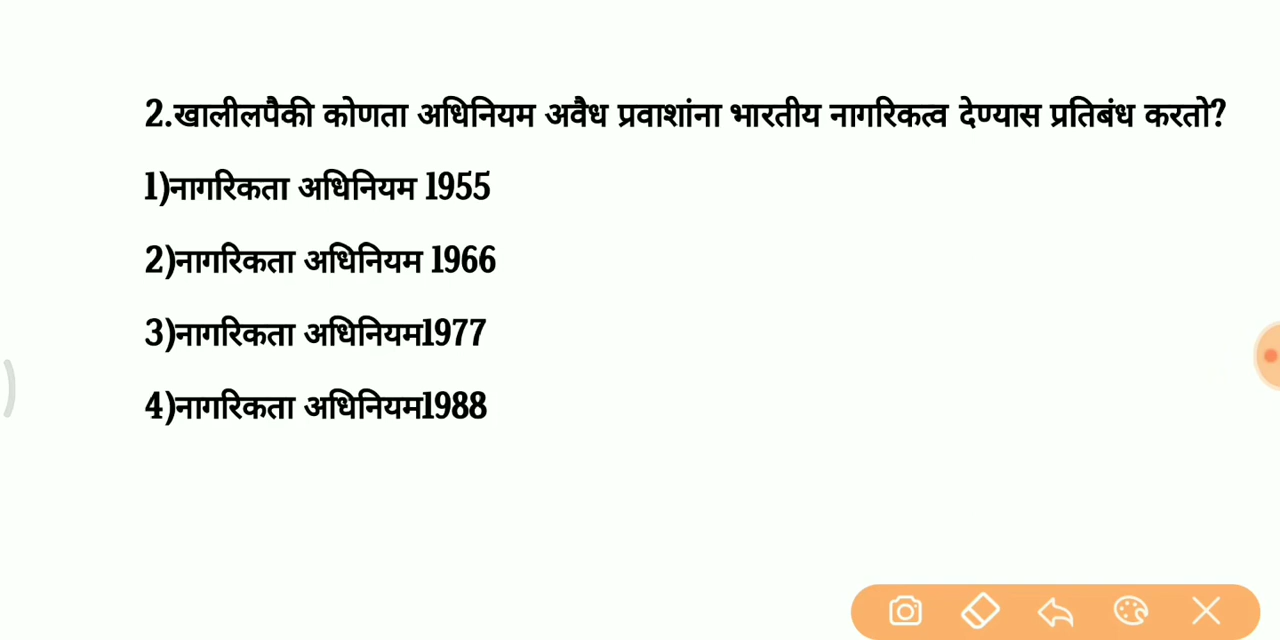 2.खालीलपैकी कोणता अधिनियम अवैध प्रवाशांना भारतीय नागरिकत्व देण्यास प्रतिबंध करतो?
1)नागरिकता अधिनियम 1955
2)नागरिकता अधिनियम 1966
3)नागरिकता अधिनियम1977
4)नागरिकता अधिनियम1988